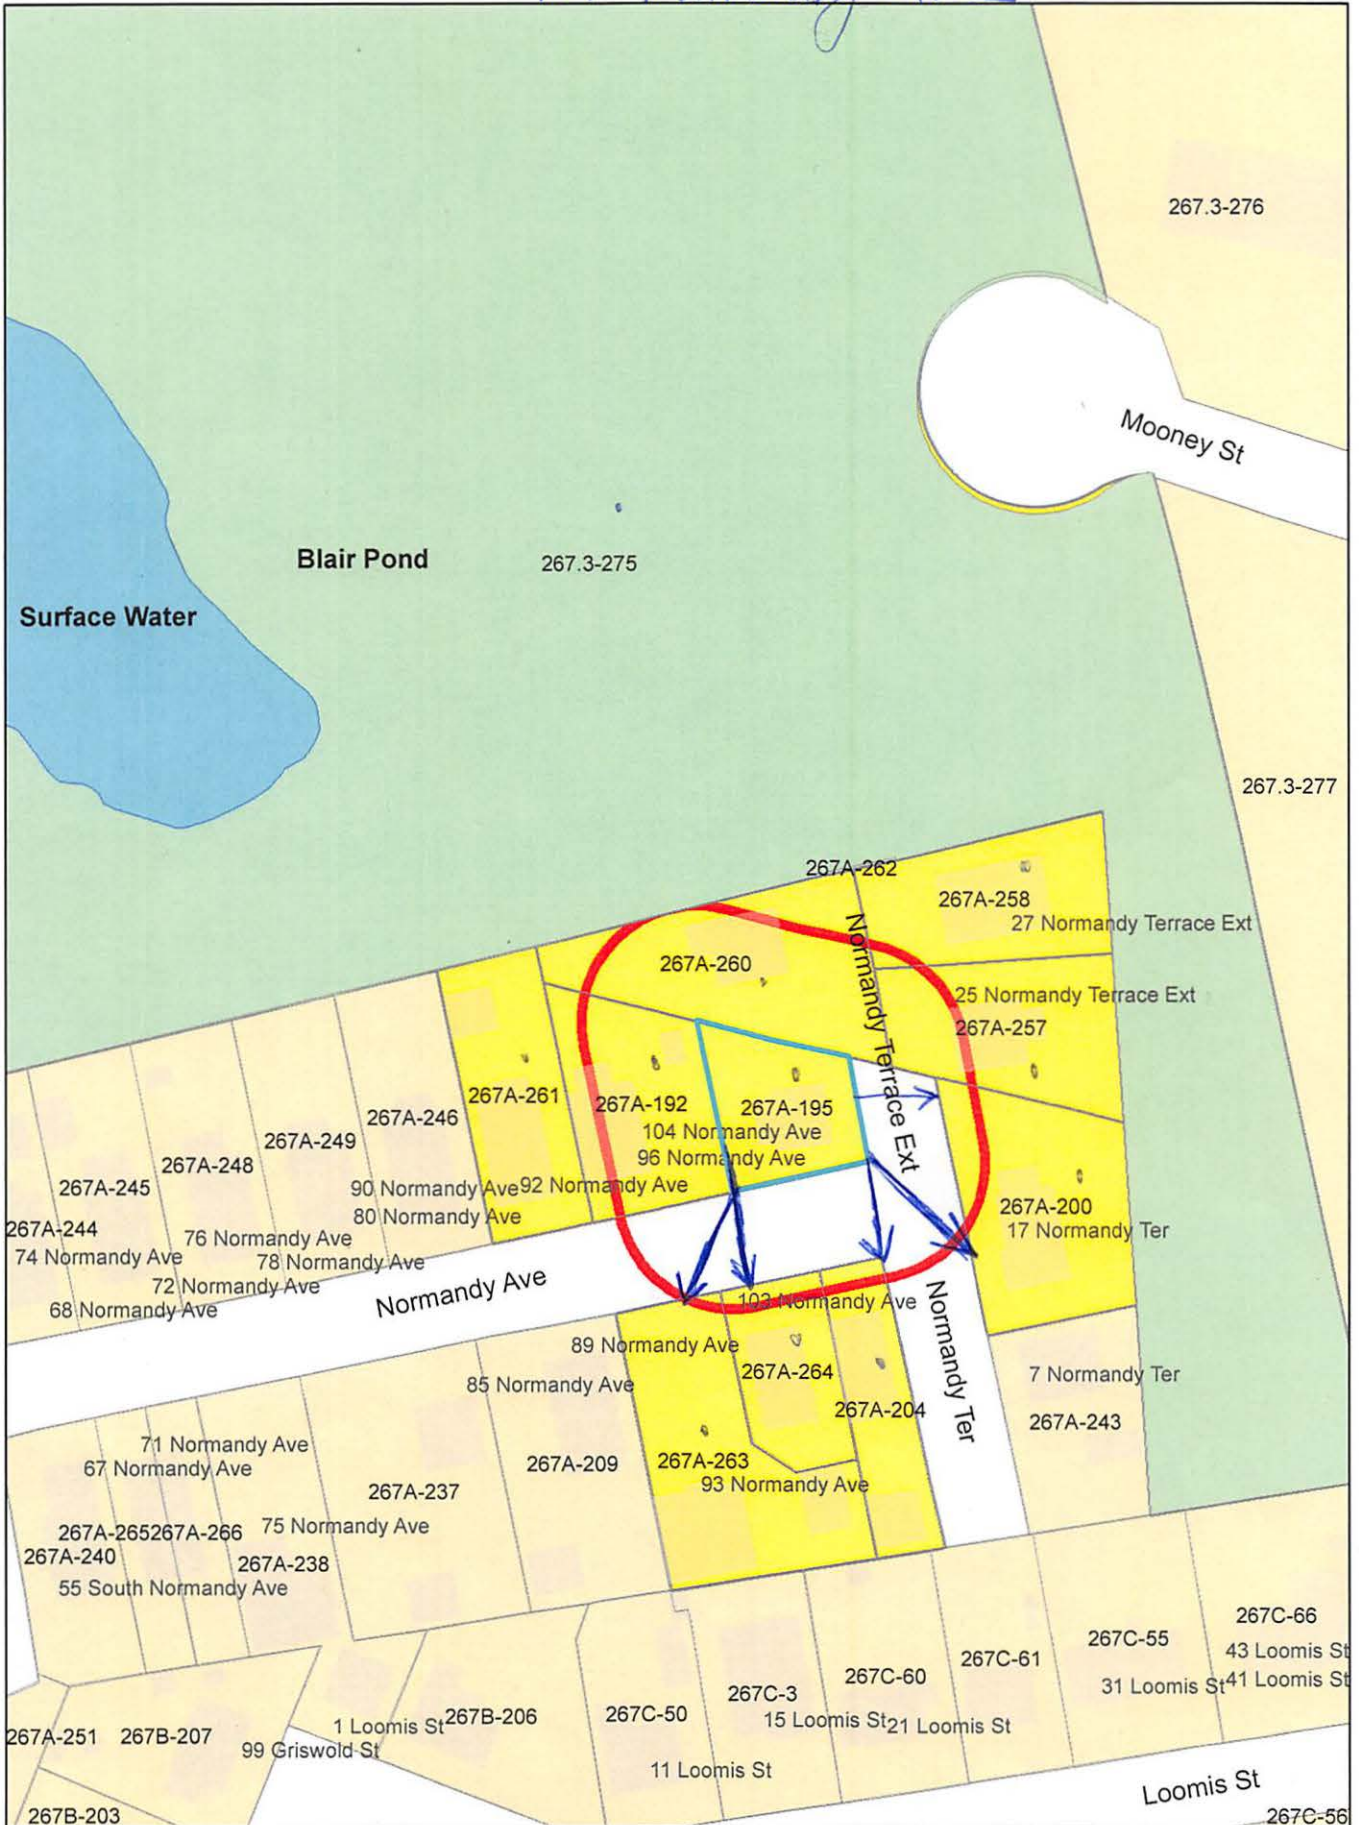 267.3-276
Mooney St
Blair Pond
267.3-275
Surface Water
267.3-277
267A-262
267A-258
27 Normandy Terrace Ext
267A-260
Normandy Terrace Ext
25 Normandy Terrace Ext
267A-257
267A-261
267A-192
267A-195
104 Normandy Ave
96 Normandy Ave
267A-246
267A-249
267A-248
267A-245
90 Normandy Ave
92 Normandy Ave
80 Normandy Ave
267A-200
17 Normandy Ter
267A-244
76 Normandy Ave
74 Normandy Ave
78 Normandy Ave
72 Normandy Ave
68 Normandy Ave
Normandy Ave
103 Normandy Ave
Normandy Ter
89 Normandy Ave
85 Normandy Ave
267A-264
7 Normandy Ter
267A-204
267A-243
71 Normandy Ave
67 Normandy Ave
267A-209
267A-263
93 Normandy Ave
267A-237
267A-265
267A-266
75 Normandy Ave
267A-240
267A-238
55 South Normandy Ave
267C-66
267C-55
43 Loomis St
267C-61
267C-60
31 Loomis St
41 Loomis St
267C-3
267C-50
15 Loomis St
21 Loomis St
267B-206
1 Loomis St
267A-251
267B-207
99 Griswold St
11 Loomis St
Loomis St
267B-203
267C-56